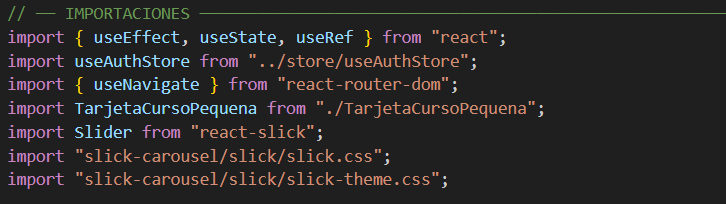 // —— IMPORTACIONES ——————————————————————————————
import { useEffect, useState, useRef } from "react";
import useAuthStore from "../store/useAuthStore";
import { useNavigate } from "react-router-dom";
import TarjetaCursoPequena from "./TarjetaCursoPequena";
import Slider from "react-slick";
import "slick-carousel/slick/slick.css";
import "slick-carousel/slick/slick-theme.css";